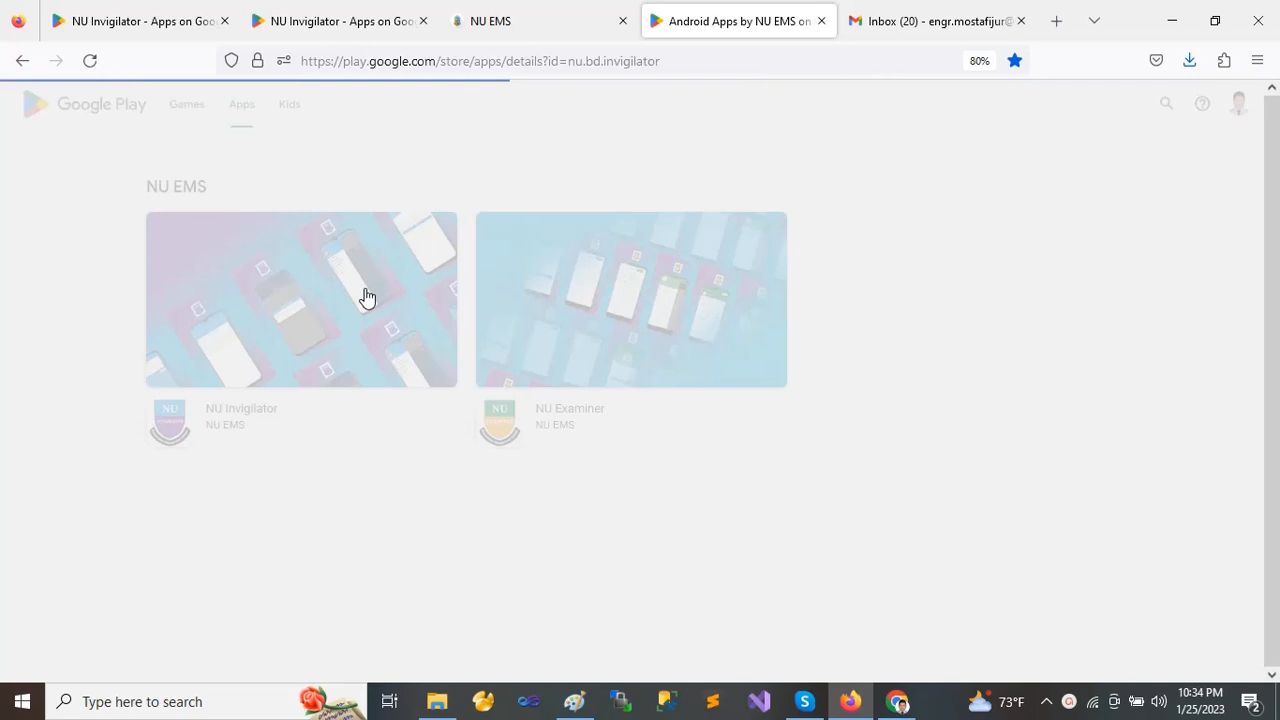 NU Invigilator - Apps on Goo
NU Invigilator - Apps on Goo
NU EMS
Android Apps by NU EMS on
Inbox (20) - engr.mostafijur@
https://play.google.com/store/apps/details?id=nu.bd.invigilator
80%
Google Play
Games
Apps
Kids
NU EMS
NU
NU Invigilator
NU EMS
NU
NU Examiner
NU EMS
Type here to search
73°F
10:34 PM
1/25/2023
2